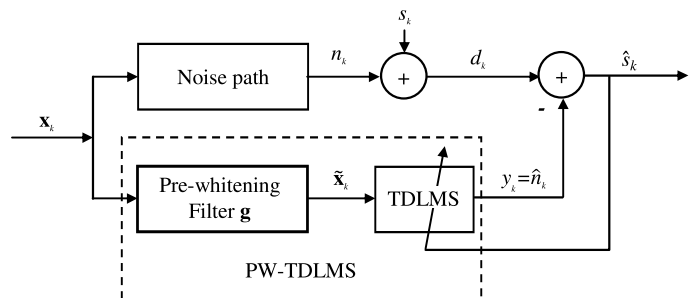 s_k
Noise path
n_k
+
d_k
+
ŝ_k
x_k
-
Pre-whitening
Filter g
x̃_k
TDLMS
y_k=n̂_k
PW-TDLMS